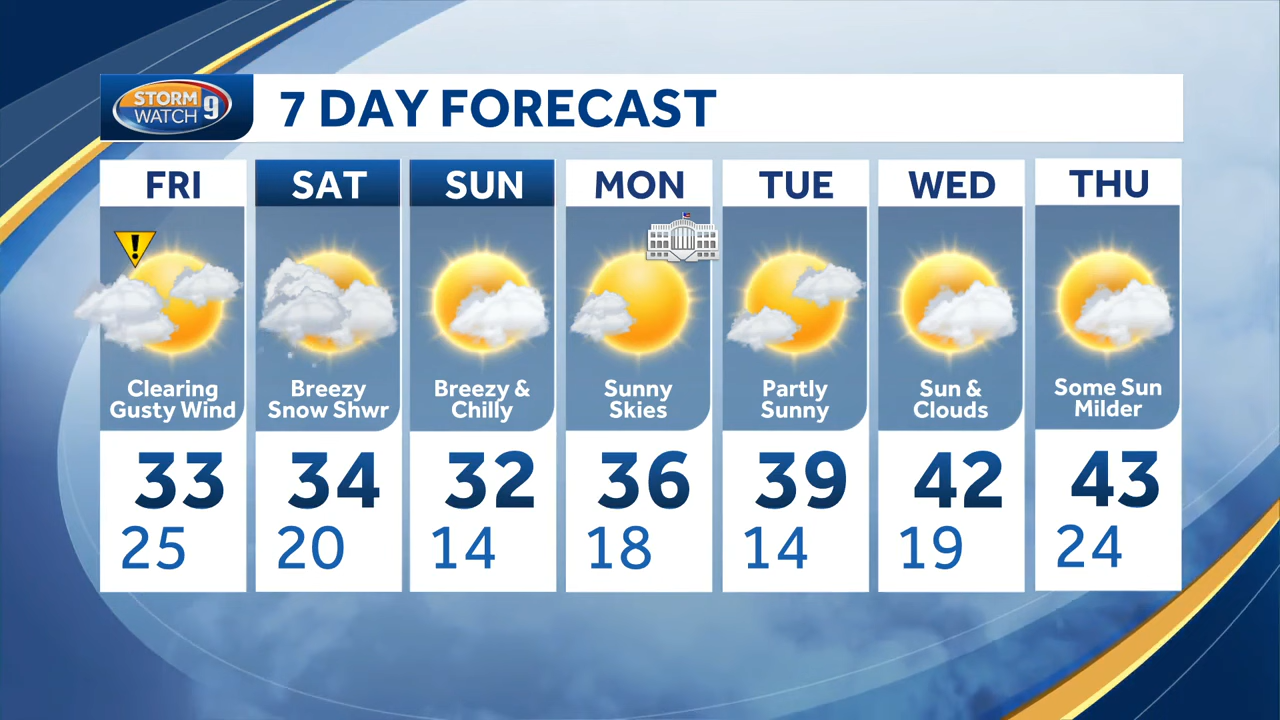 STORM
WATCH 9
7 DAY FORECAST
FRI
SAT
SUN
MON
TUE
WED
THU
!
Clearing
Gusty Wind
Breezy
Snow Shwr
Breezy &
Chilly
Sunny
Skies
Partly
Sunny
Sun &
Clouds
Some Sun
Milder
33
34
32
36
39
42
43
25
20
14
18
14
19
24